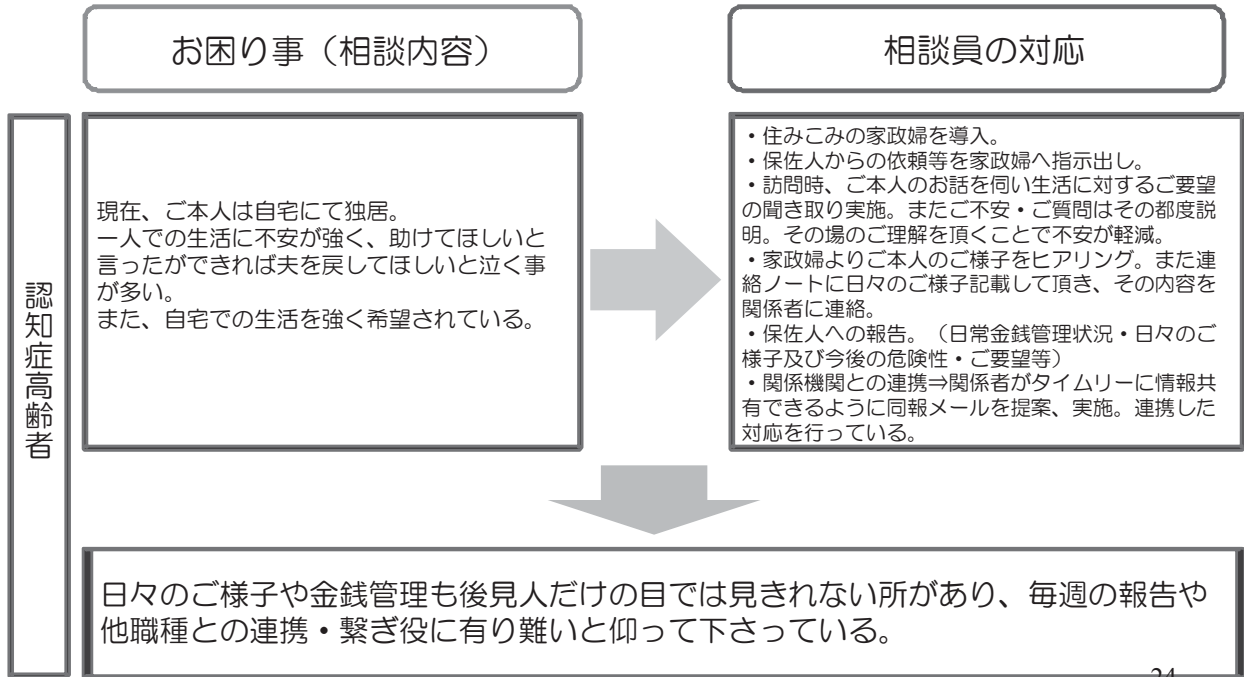 お困り事（相談内容）
相談員の対応
認知症高齢者
現在、ご本人は自宅にて独居。
一人での生活に不安が強く、助けてほしいと
言ったができれば夫を戻してほしいと泣く事
が多い。
また、自宅での生活を強く希望されている。
・住みこみの家政婦を導入。
・保佐人からの依頼等を家政婦へ指示出し。
・訪問時、ご本人のお話を伺い生活に対するご要望
の聞き取り実施。またご不安・ご質問はその都度説
明。その場のご理解を頂くことで不安が軽減。
・家政婦よりご本人のご様子をヒアリング。また連
絡ノートに日々のご様子記載して頂き、その内容を
関係者に連絡。
・保佐人への報告。（日常金銭管理状況・日々のご
様子及び今後の危険性・ご要望等）
・関係機関との連携⇒関係者がタイムリーに情報共
有できるように同報メールを提案、実施。連携した
対応を行っている。
日々のご様子や金銭管理も後見人だけの目では見きれない所があり、毎週の報告や
他職種との連携・繋ぎ役に有り難いと仰って下さっている。